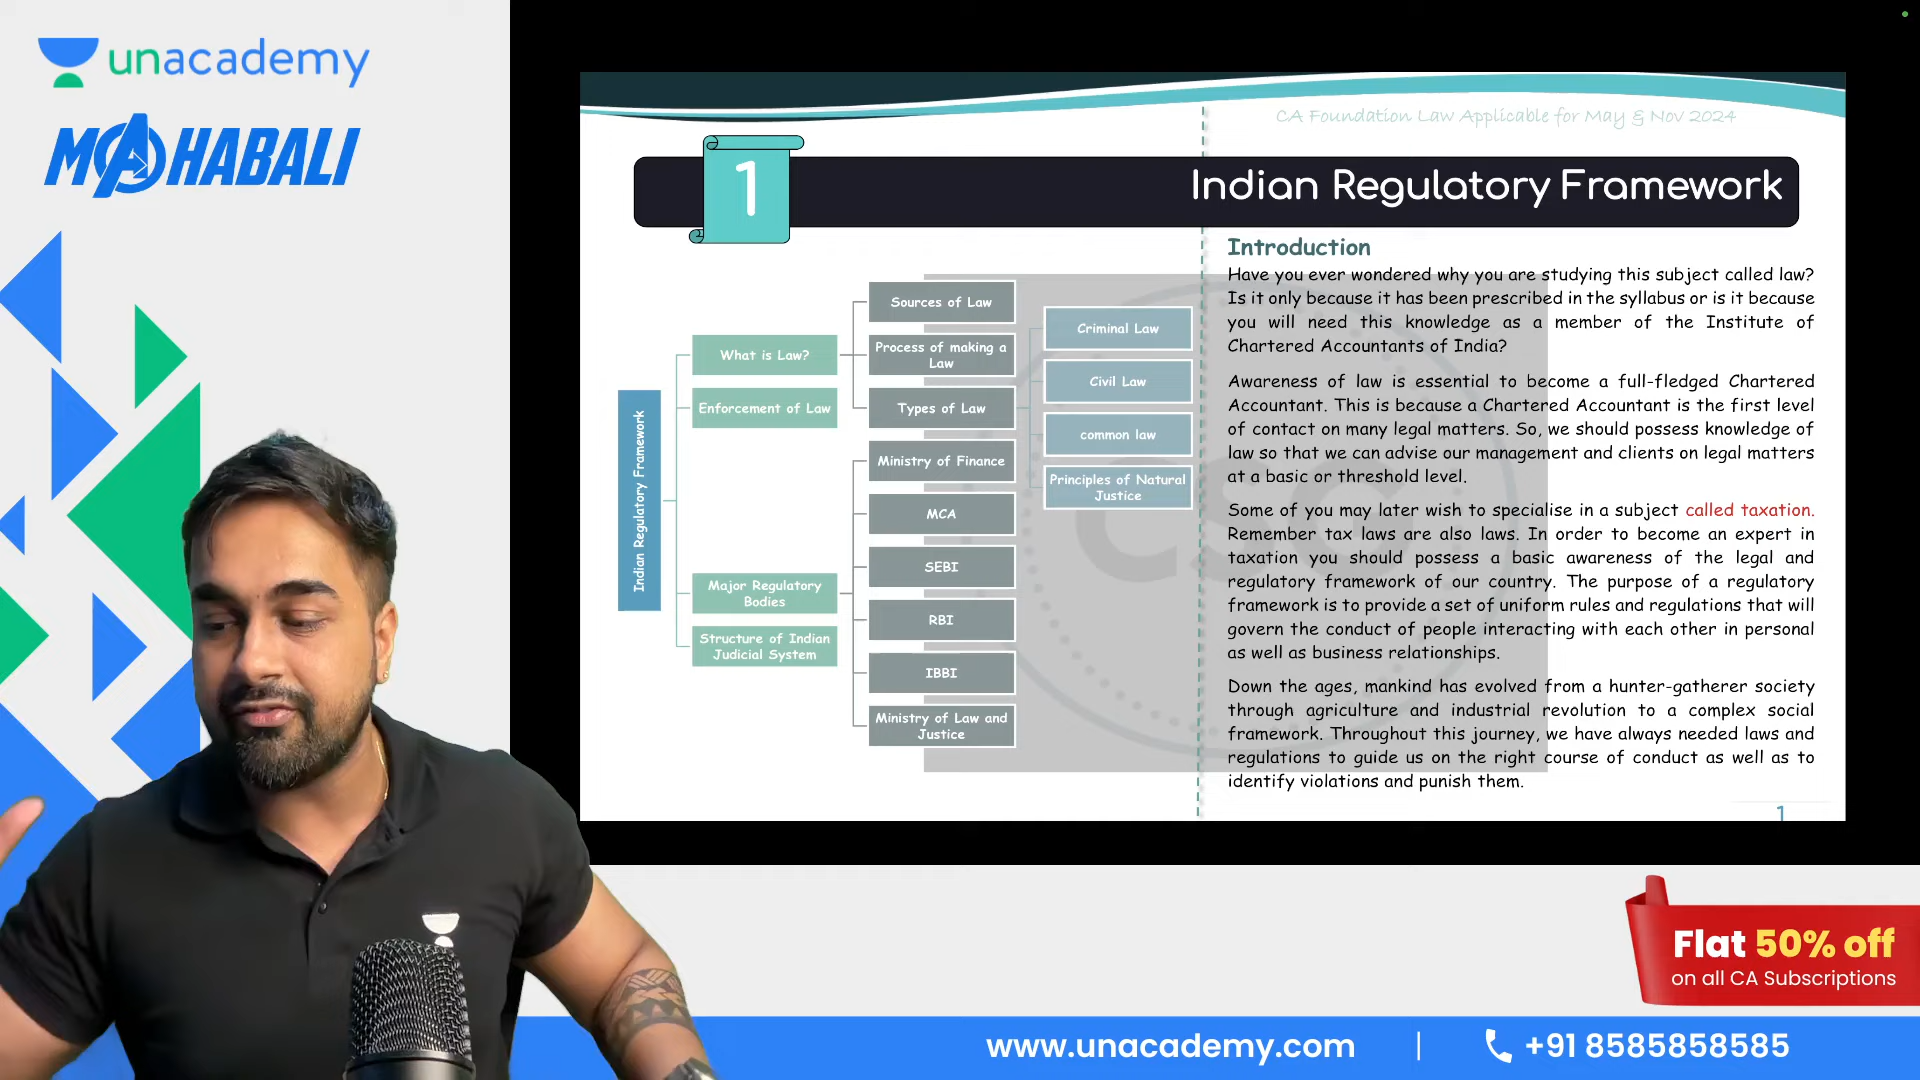 unacademy
MAHABALI
CA Foundation Law Applicable for May & Nov 2024
1
Indian Regulatory Framework
Indian Regulatory Framework
What is Law?
Enforcement of Law
Major Regulatory
Bodies
Structure of Indian
Judicial System
Sources of Law
Process of making a
Law
Types of Law
Ministry of Finance
MCA
SEBI
RBI
IBBI
Ministry of Law and
Justice
Criminal Law
Civil Law
common law
Principles of Natural
Justice
Introduction
Have you ever wondered why you are studying this subject called law?
Is it only because it has been prescribed in the syllabus or is it because
you will need this knowledge as a member of the Institute of
Chartered Accountants of India?
Awareness of law is essential to become a full-fledged Chartered
Accountant. This is because a Chartered Accountant is the first level
of contact on many legal matters. So, we should possess knowledge of
law so that we can advise our management and clients on legal matters
at a basic or threshold level.
Some of you may later wish to specialise in a subject called taxation.
Remember tax laws are also laws. In order to become an expert in
taxation you should possess a basic awareness of the legal and
regulatory framework of our country. The purpose of a regulatory
framework is to provide a set of uniform rules and regulations that will
govern the conduct of people interacting with each other in personal
as well as business relationships.
Down the ages, mankind has evolved from a hunter-gatherer society
through agriculture and industrial revolution to a complex social
framework. Throughout this journey, we have always needed laws and
regulations to guide us on the right course of conduct as well as to
identify violations and punish them.
1
Flat 50% off
on all CA Subscriptions
www.unacademy.com | +91 8585858585